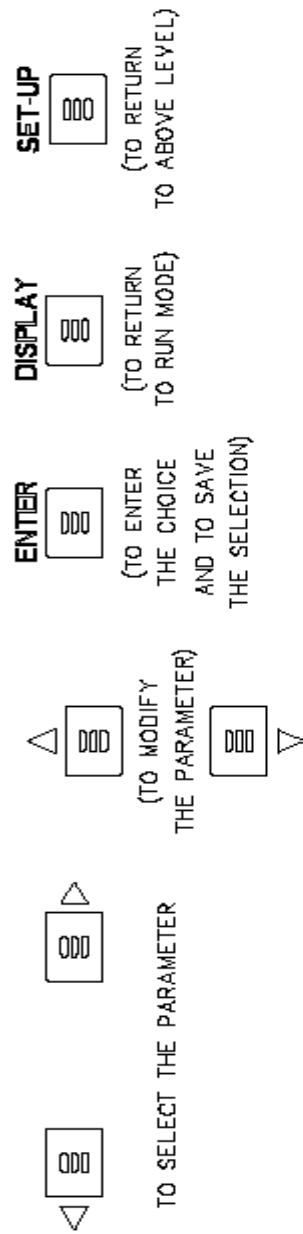 TO SELECT THE PARAMETER
(TO MODIFY
THE PARAMETER)
ENTER
(TO ENTER
THE CHOICE
AND TO SAVE
THE SELECTION)
DISPLAY
(TO RETURN
TO RUN MODE)
SET-UP
(TO RETURN
TO ABOVE LEVEL)